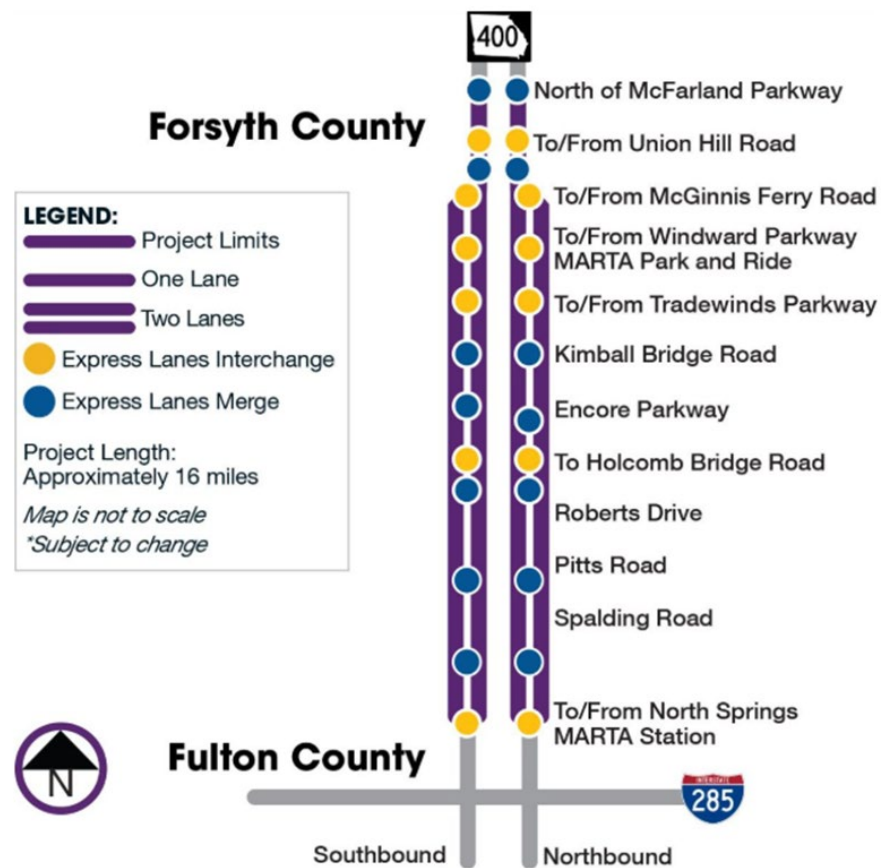 400
North of McFarland Parkway
Forsyth County
To/From Union Hill Road
To/From McGinnis Ferry Road
LEGEND:
Project Limits
One Lane
Two Lanes
Express Lanes Interchange
Express Lanes Merge
Project Length:
Approximately 16 miles
Map is not to scale
*Subject to change
To/From Windward Parkway
MARTA Park and Ride
To/From Tradewinds Parkway
Kimball Bridge Road
Encore Parkway
To Holcomb Bridge Road
Roberts Drive
Pitts Road
Spalding Road
To/From North Springs
MARTA Station
Fulton County
N
INTERSTATE
285
Southbound
Northbound